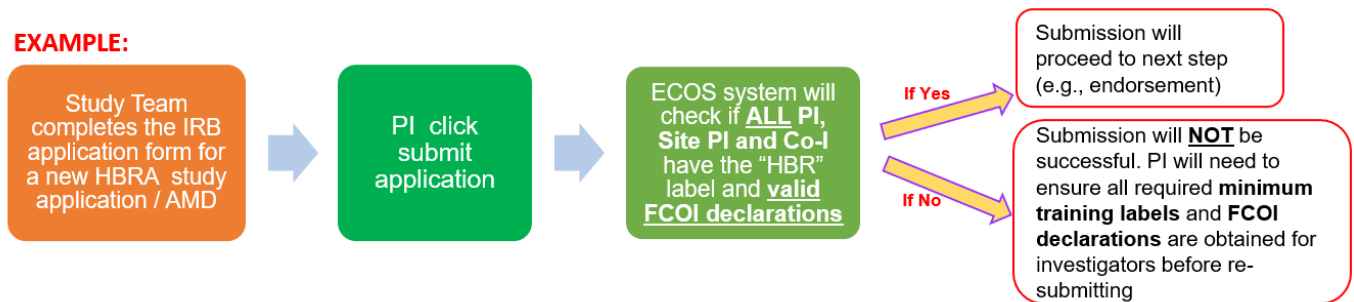 EXAMPLE:
Study Team
completes the IRB
application form for
a new HBRA study
application / AMD
PI click
submit
application
ECOS system will
check if ALL PI,
Site PI and Co-I
have the “HBR”
label and valid
FCOI declarations
If Yes
Submission will
proceed to next step
(e.g., endorsement)
If No
Submission will NOT be
successful. PI will need to
ensure all required minimum
training labels and FCOI
declarations are obtained for
investigators before re-
submitting